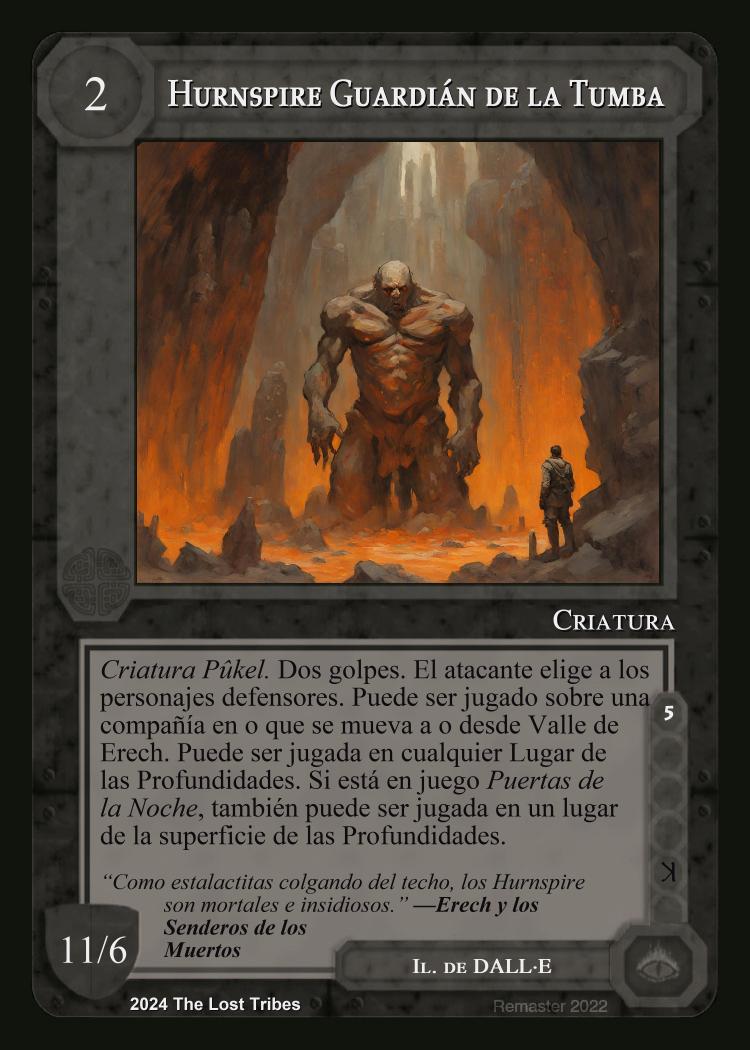 2
Hurnspire Guardián de la Tumba
Criatura
Criatura Pûkel. Dos golpes. El atacante elige a los
personajes defensores. Puede ser jugado sobre una
compañía en o que se mueva a o desde Valle de
Erech. Puede ser jugada en cualquier Lugar de
las Profundidades. Si está en juego Puertas de
la Noche, también puede ser jugada en un lugar
de la superficie de las Profundidades.
5
“Como estalactitas colgando del techo, los Hurnspire
son mortales e insidiosos.” —Erech y los
Senderos de los
Muertos
11/6
Il. de DALL·E
2024 The Lost Tribes
Remaster 2022